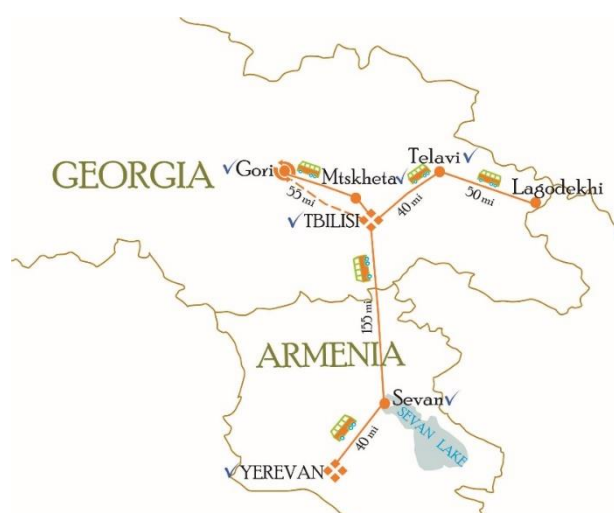 Telavi
Gori
Mtskheta
GEORGIA
Lagodekhi
55 mi
40 mi
50 mi
TBILISI
155 mi
ARMENIA
Sevan
SEVAN LAKE
40 mi
YEREVAN